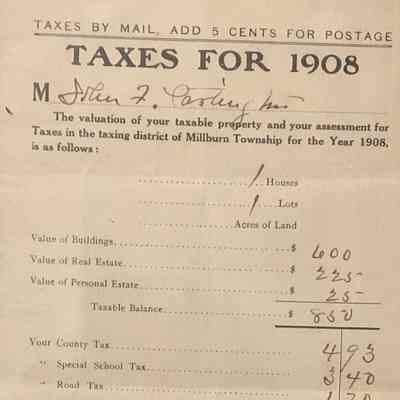 TAXES BY MAIL, ADD 5 CENTS FOR POSTAGE
TAXES FOR 1908
M John F.
The valuation of your taxable property and your assessment for
Taxes in the taxing district of Millburn Township for the Year 1908,
is as follows:
1 Houses
1 Lots
Acres of Land
Value of Buildings $ 600
Value of Real Estate $ 225
Value of Personal Estate $ 25
Taxable Balance $ 850
Your County Tax 4 93
" Special School Tax 3 40
" Road Tax 1 70